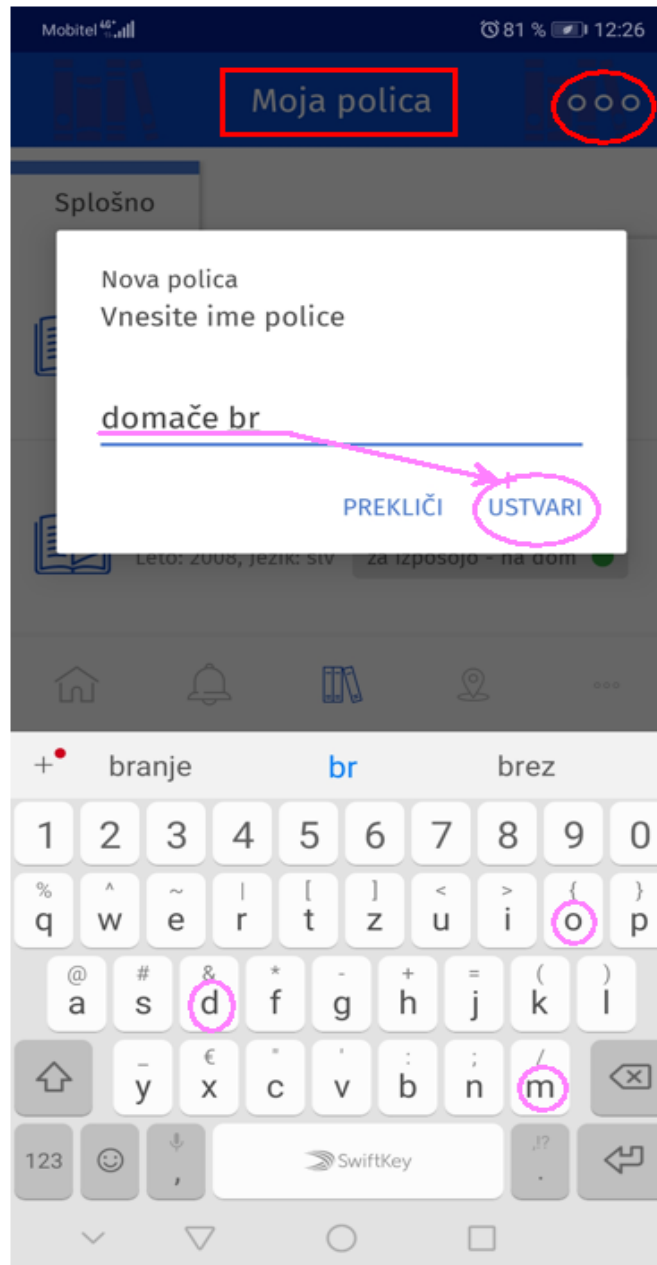 Mobitel 4G+ 81 % 12:26
Moja polica
Splošno
Nova polica
Vnesite ime police
domače br
PREKLIČI USTVARI
Leto: 2008, Jezik: slv za izposojo - na dom
+ branje br brez
1 2 3 4 5 6 7 8 9 0
% ^ ~ | [ ] < > { }
q w e r t z u i o p
@ # & * - + = ( )
a s d f g h j k l
_ € " ' : ; /
y x c v b n m
123 , SwiftKey ,!? .